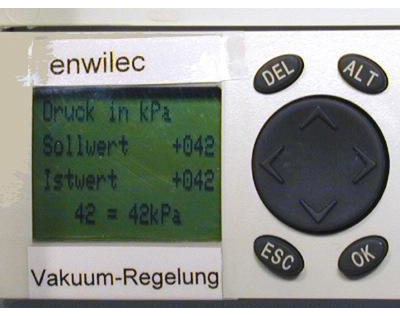 enwilec
DEL
ALT
Druck in kPa
Sollwert +042
Istwert +042
42 = 42kPa
ESC
OK
Vakuum-Regelung